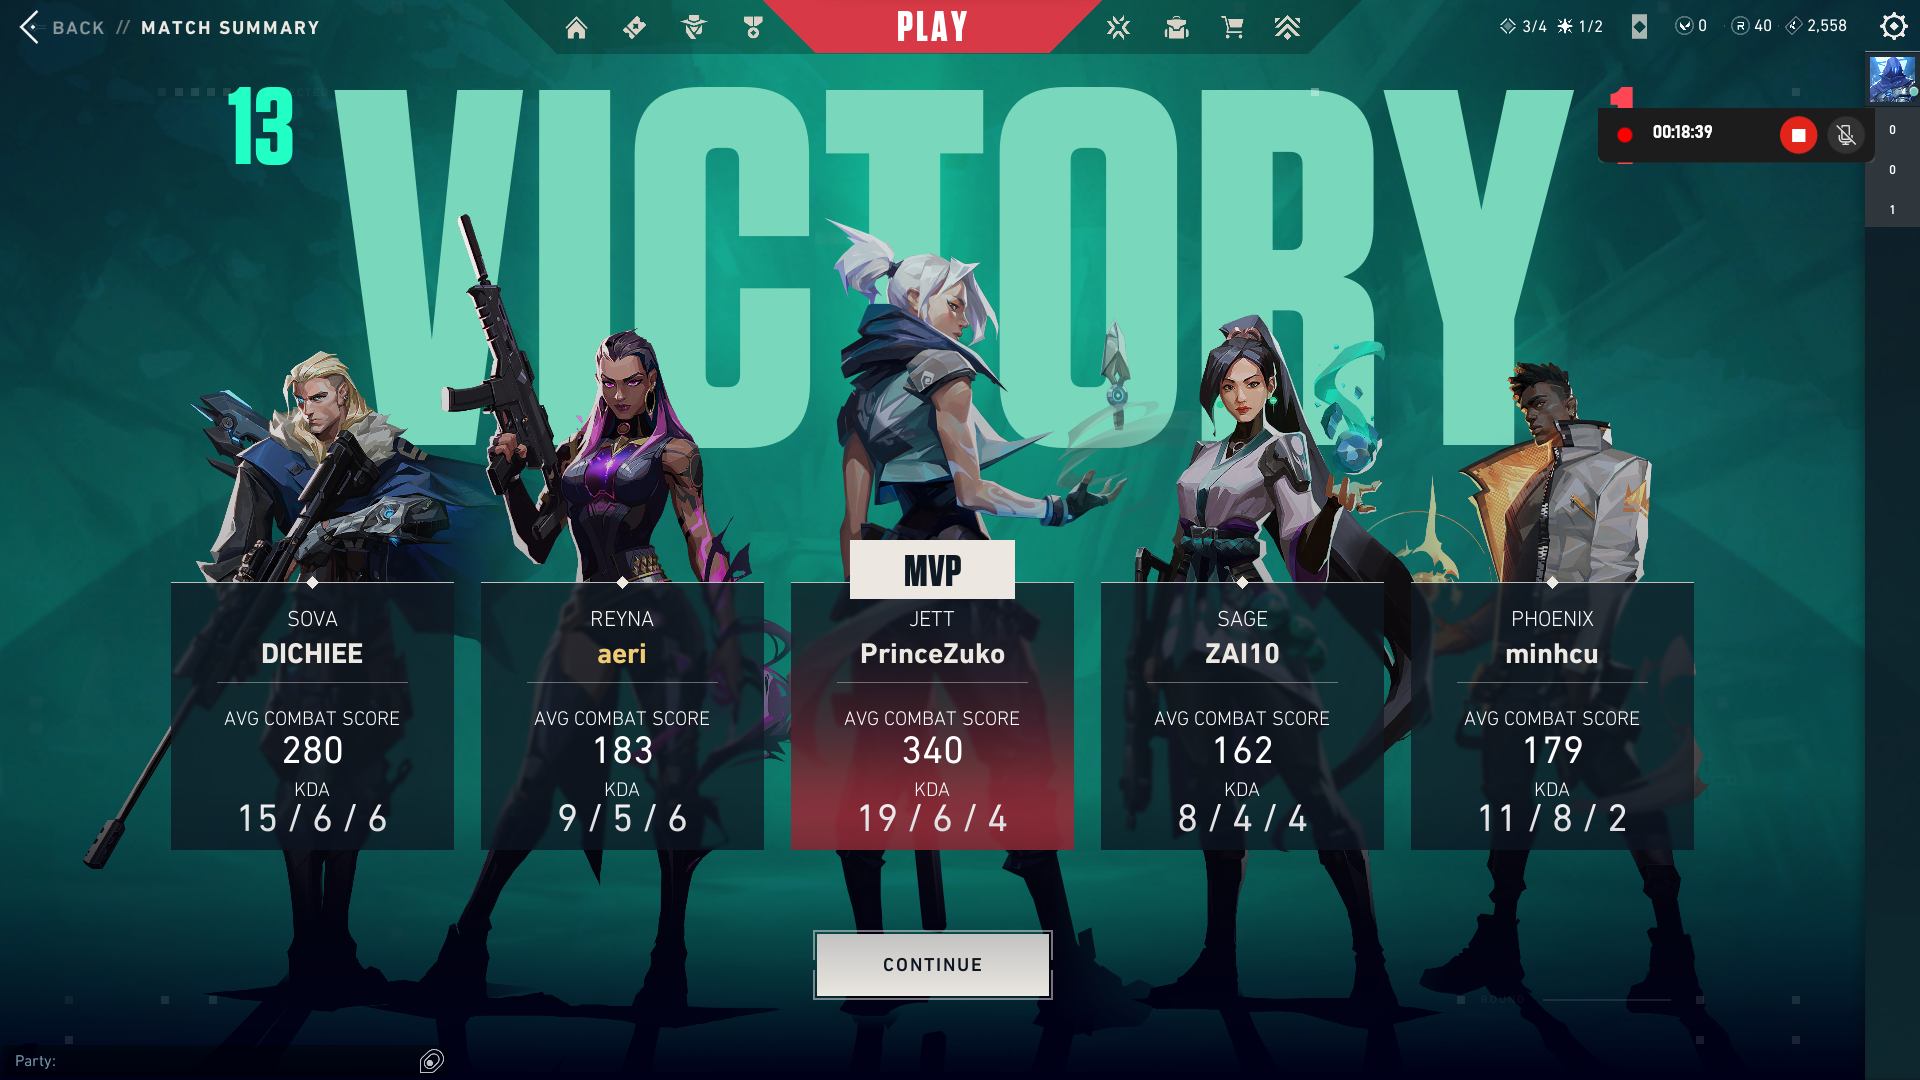 BACK // MATCH SUMMARY
PLAY
3/4 1/2
0 40 2,558
13 VICTORY 1
00:18:39
0
0
1
MVP
SOVA
DICHIEE
AVG COMBAT SCORE
280
KDA
15 / 6 / 6
REYNA
aeri
AVG COMBAT SCORE
183
KDA
9 / 5 / 6
JETT
PrinceZuko
AVG COMBAT SCORE
340
KDA
19 / 6 / 4
SAGE
ZAI10
AVG COMBAT SCORE
162
KDA
8 / 4 / 4
PHOENIX
minhcu
AVG COMBAT SCORE
179
KDA
11 / 8 / 2
CONTINUE
ROUND
Party: